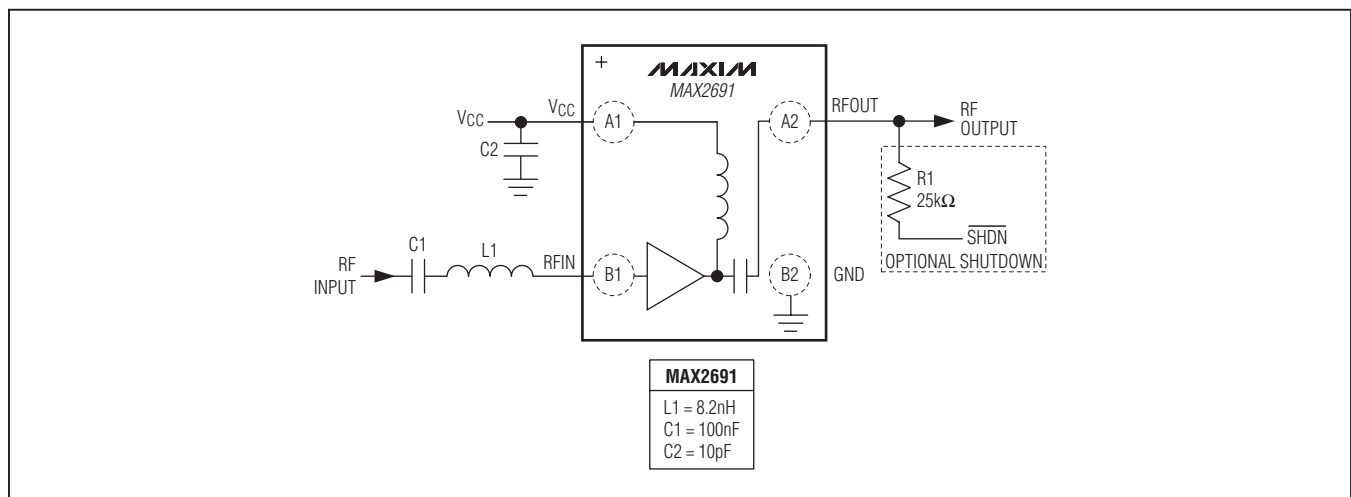 +
MAXIM
MAX2691
VCC
VCC
A1
A2
RFOUT
RF
OUTPUT
C2
R1
25kΩ
SHDN
OPTIONAL SHUTDOWN
RF
INPUT
C1
L1
RFIN
B1
B2
GND
MAX2691
L1 = 8.2nH
C1 = 100nF
C2 = 10pF